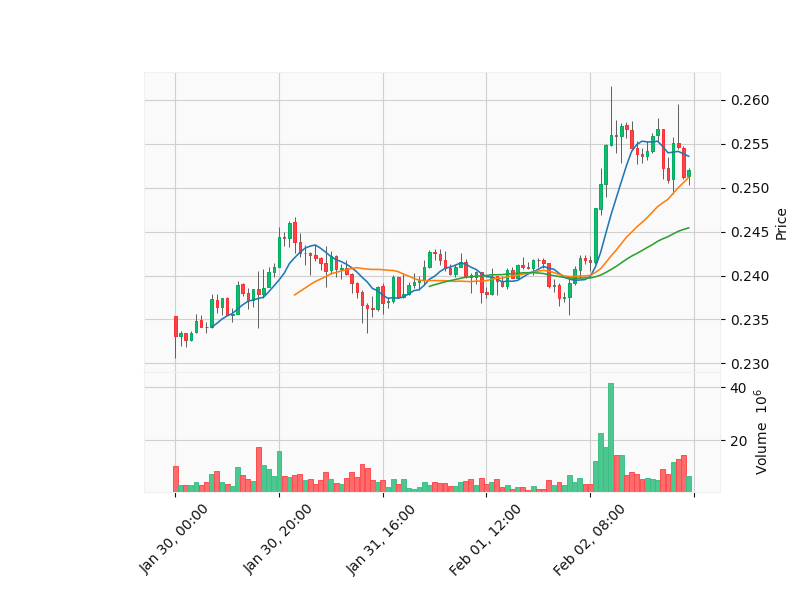 0.260
0.255
0.250
0.245
0.240
0.235
0.230
Price
40
20
Volume 10^6
Jan 30, 00:00
Jan 30, 20:00
Jan 31, 16:00
Feb 01, 12:00
Feb 02, 08:00